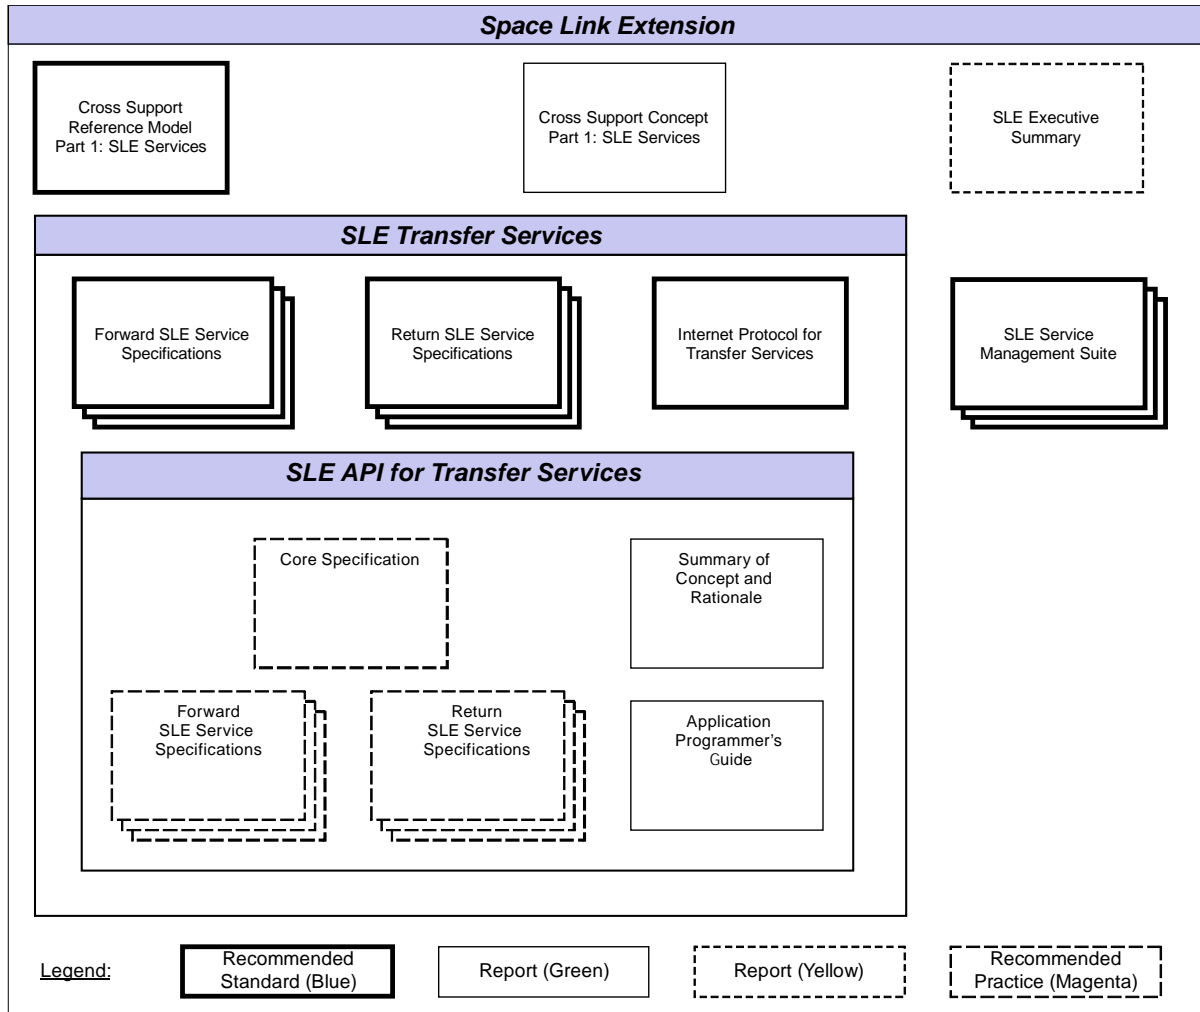 Space Link Extension
Cross Support
Reference Model
Part 1: SLE Services
Cross Support Concept
Part 1: SLE Services
SLE Executive
Summary
SLE Transfer Services
Forward SLE Service
Specifications
Return SLE Service
Specifications
Internet Protocol for
Transfer Services
SLE Service
Management Suite
SLE API for Transfer Services
Core Specification
Summary of
Concept and
Rationale
Forward
SLE Service
Specifications
Return
SLE Service
Specifications
Application
Programmer's
Guide
Legend:
Recommended
Standard (Blue)
Report (Green)
Report (Yellow)
Recommended
Practice (Magenta)